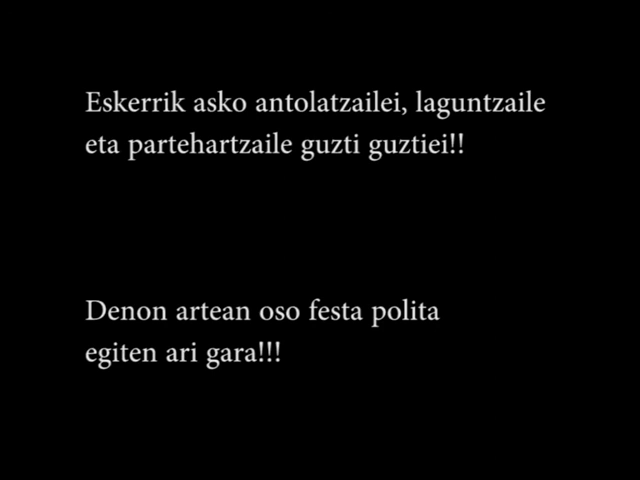 Eskerrik asko antolatzailei, laguntzaile
eta partehartzaile guzti guztiei!!
Denon artean oso festa polita
egiten ari gara!!!